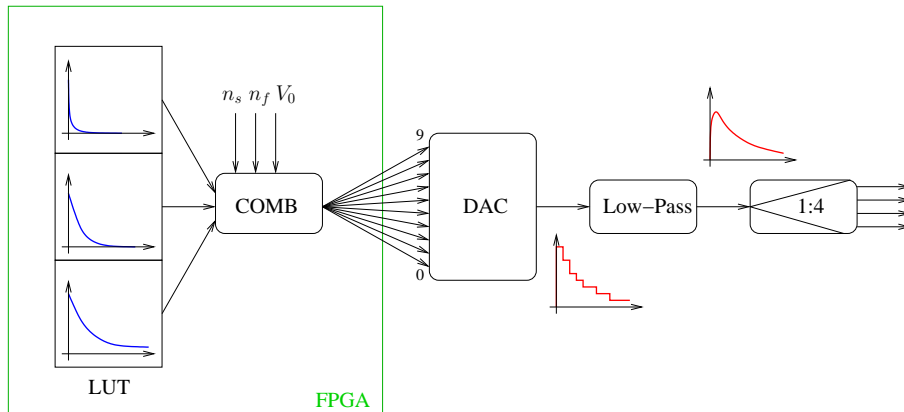 $n_s$ $n_f$ $V_0$
9
COMB
DAC
Low–Pass
1:4
0
LUT
FPGA